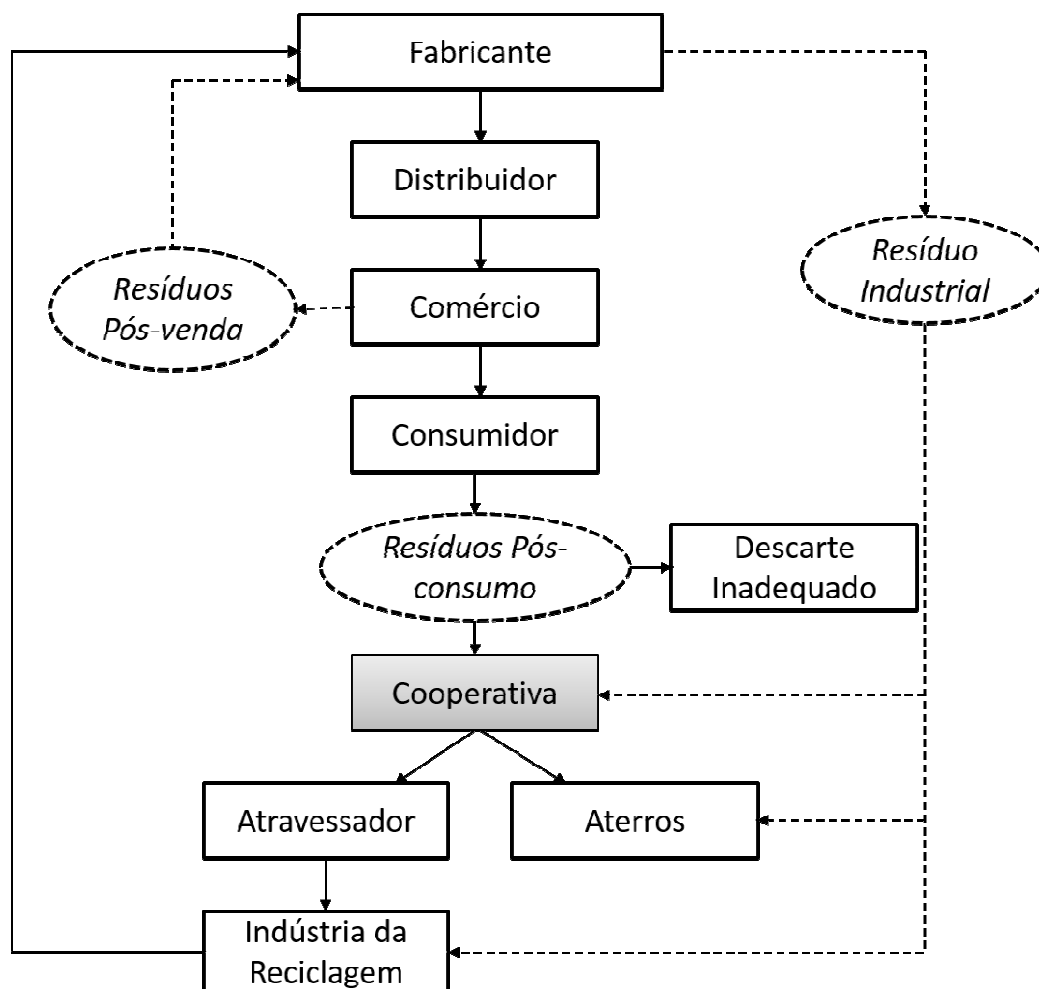 Fabricante
Distribuidor
Resíduo
Industrial
Resíduos
Pós-venda
Comércio
Consumidor
Resíduos Pós-
consumo
Descarte
Inadequado
Cooperativa
Atravessador
Aterros
Indústria da
Reciclagem